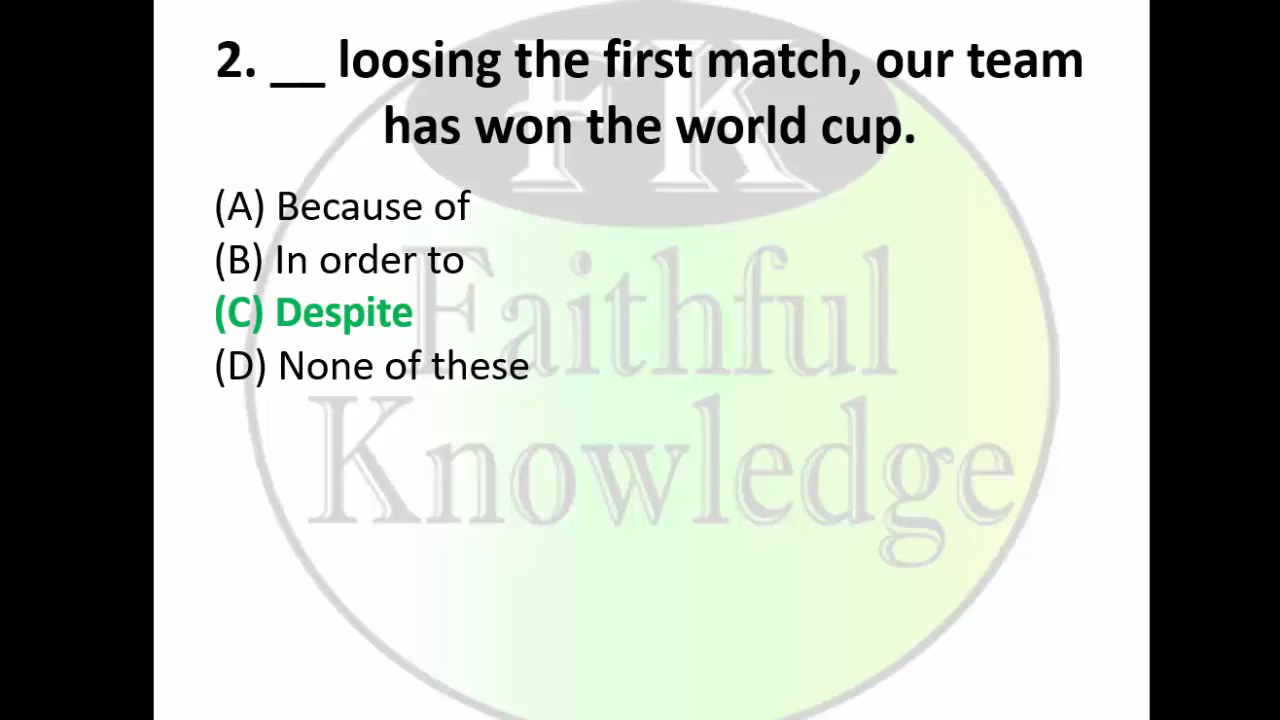 FK
2. __ loosing the first match, our team
has won the world cup.
(A) Because of
(B) In order to
(C) Despite
(D) None of these
Faithful
Knowledge